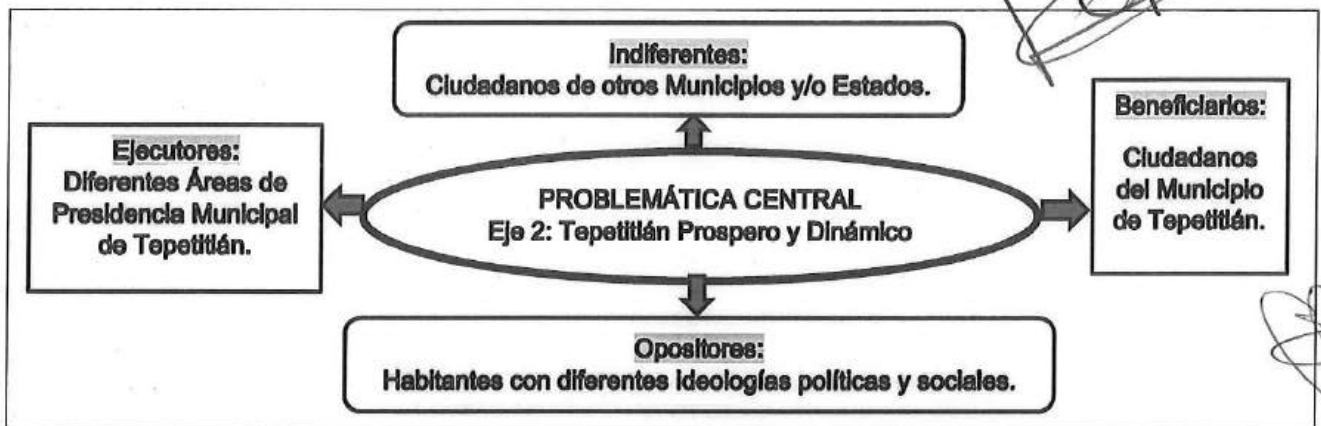 Indiferentes:
Ciudadanos de otros Municipios y/o Estados.
Ejecutores:
Diferentes Áreas de
Presidencia Municipal
de Tepetitlán.
PROBLEMÁTICA CENTRAL
Eje 2: Tepetitlán Prospero y Dinámico
Beneficiarios:
Ciudadanos
del Municipio
de Tepetitlán.
Opositores:
Habitantes con diferentes ideologías políticas y sociales.